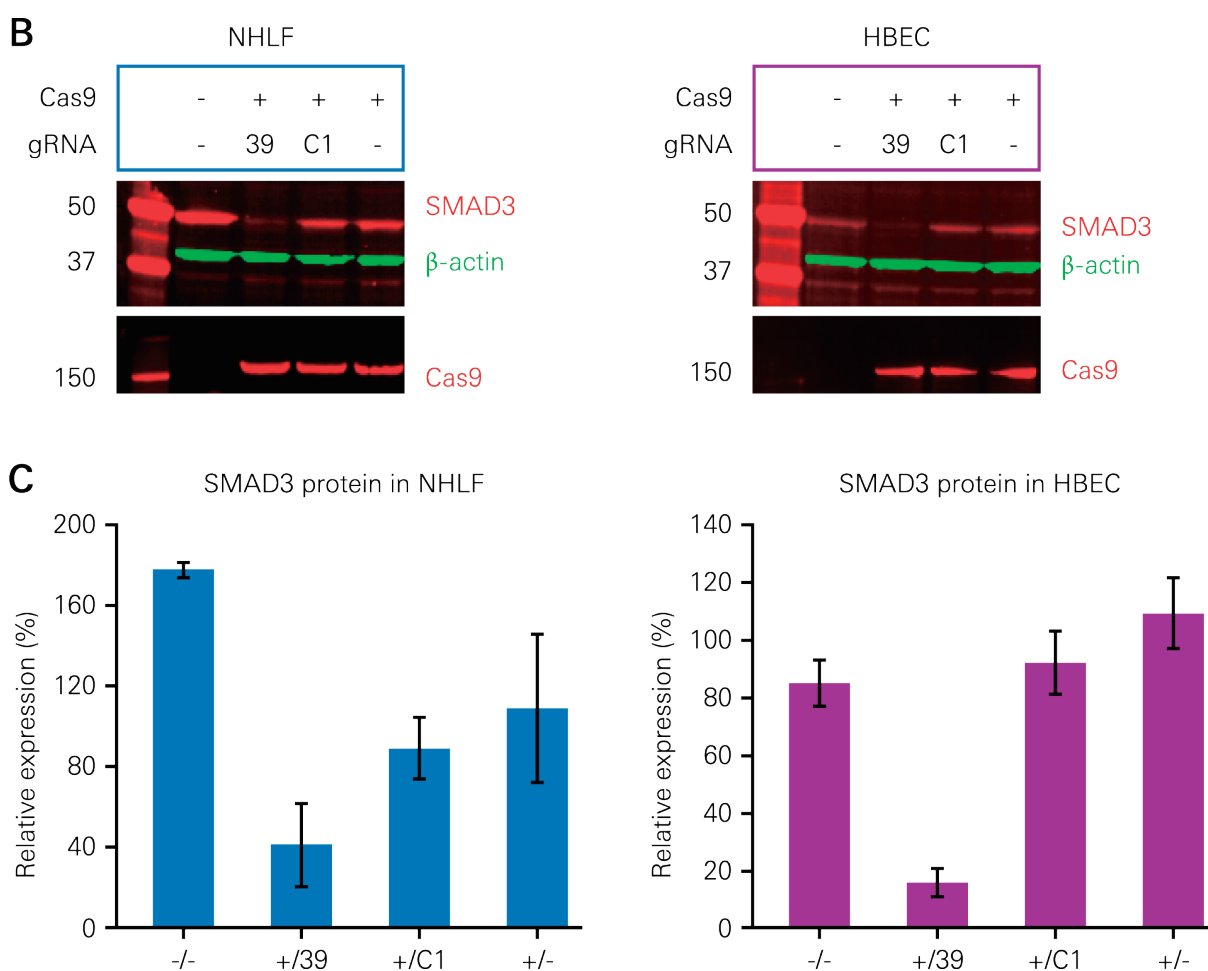 B
NHLF
Cas9 - + + +
gRNA - 39 C1 -
50
37
SMAD3
β-actin
150
Cas9
HBEC
Cas9 - + + +
gRNA - 39 C1 -
50
37
SMAD3
β-actin
150
Cas9
C
SMAD3 protein in NHLF
Relative expression (%)
200
160
120
80
40
0
-/- +/39 +/C1 +/-
SMAD3 protein in HBEC
Relative expression (%)
140
120
100
80
60
40
20
0
-/- +/39 +/C1 +/-